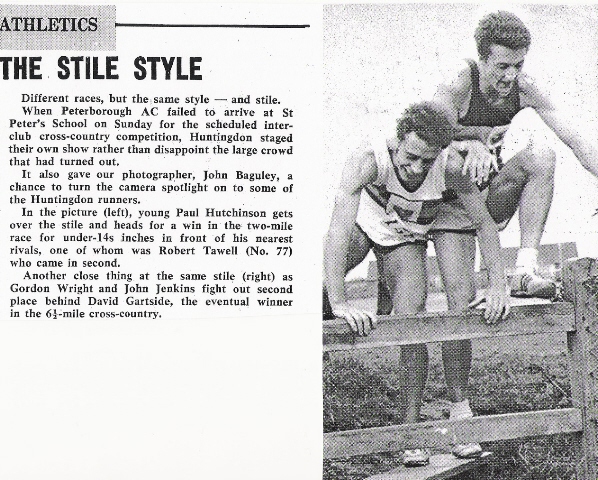 ATHLETICS
THE STILE STYLE
Different races, but the same style — and stile.
When Peterborough AC failed to arrive at St
Peter's School on Sunday for the scheduled inter-
club cross-country competition, Huntingdon staged
their own show rather than disappoint the large crowd
that had turned out.
It also gave our photographer, John Baguley, a
chance to turn the camera spotlight on to some of
the Huntingdon runners.
In the picture (left), young Paul Hutchinson gets
over the stile and heads for a win in the two-mile
race for under-14s inches in front of his nearest
rivals, one of whom was Robert Tawell (No. 77)
who came in second.
Another close thing at the same stile (right) as
Gordon Wright and John Jenkins fight out second
place behind David Gartside, the eventual winner
in the 6½-mile cross-country.